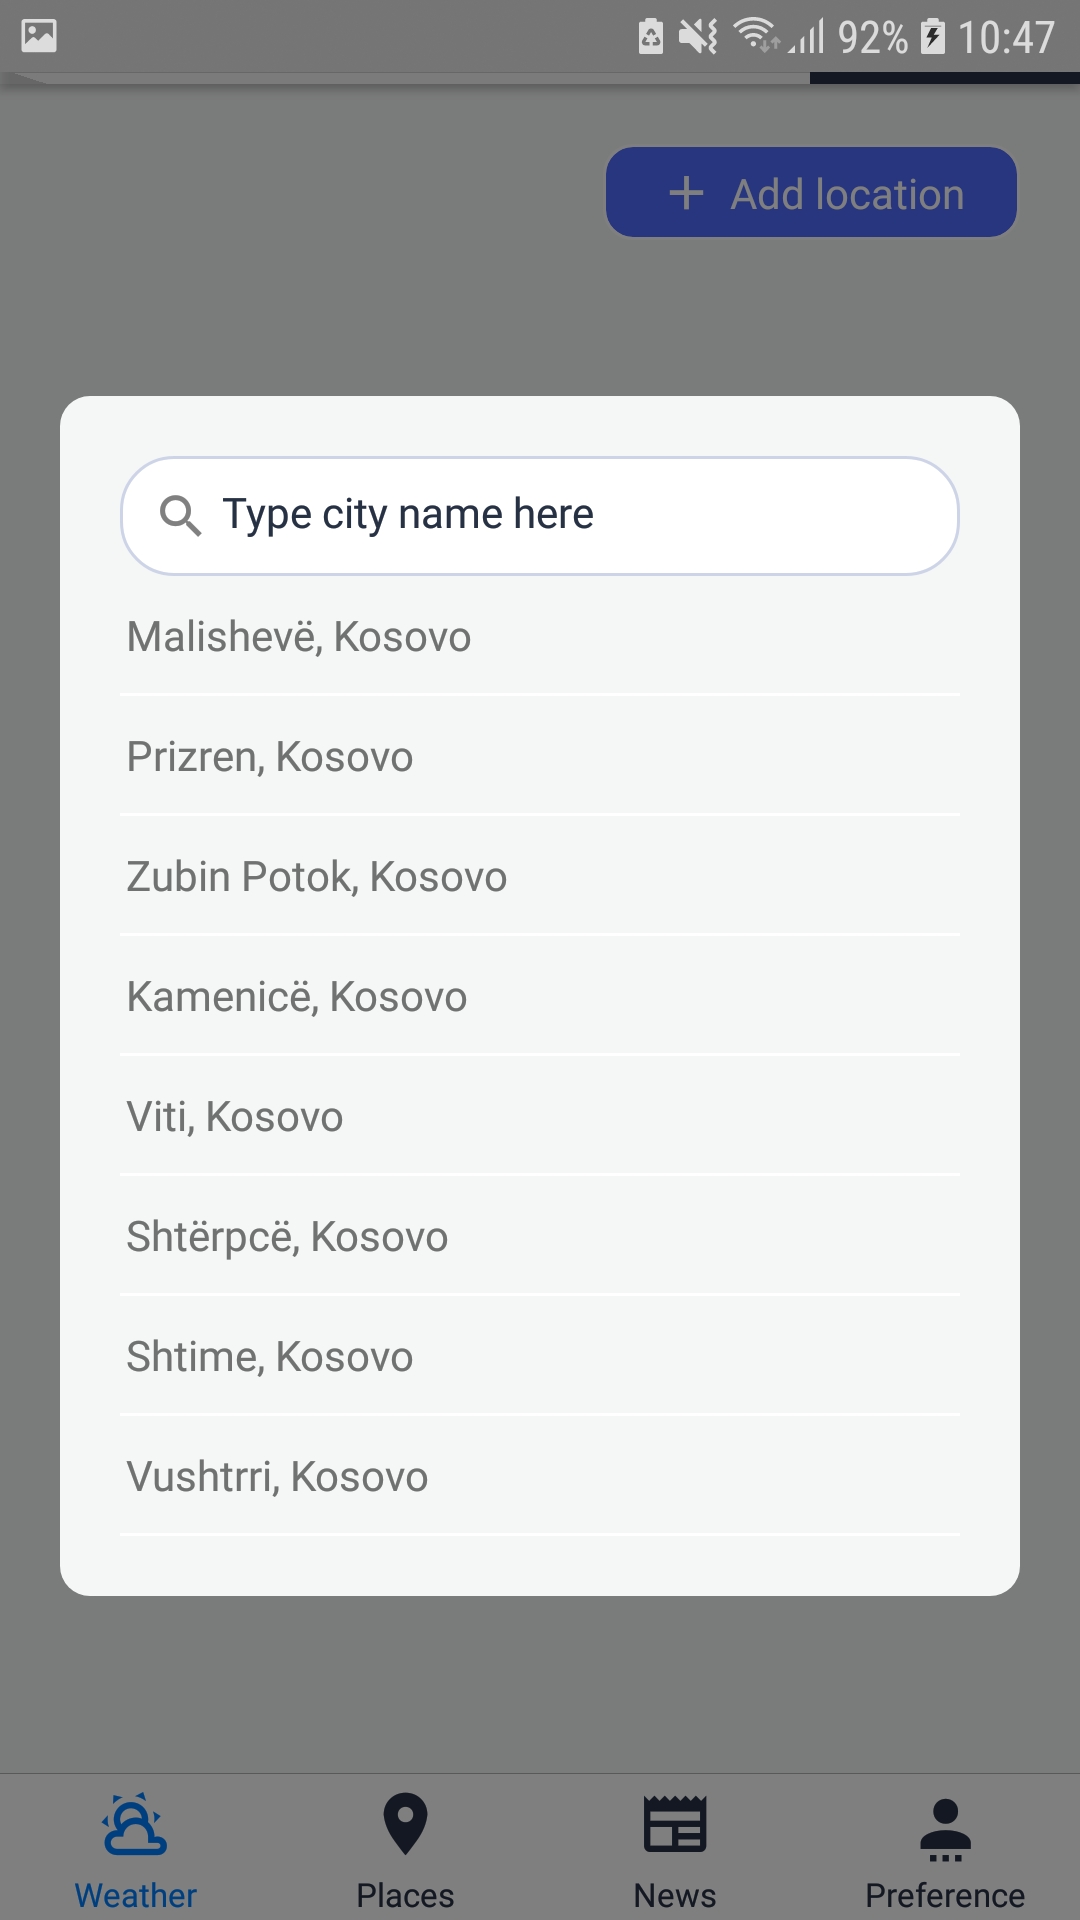 92% 10:47
+ Add location
Type city name here
Malishevë, Kosovo
Prizren, Kosovo
Zubin Potok, Kosovo
Kamenicë, Kosovo
Viti, Kosovo
Shtërpcë, Kosovo
Shtime, Kosovo
Vushtrri, Kosovo
Weather Places News Preference